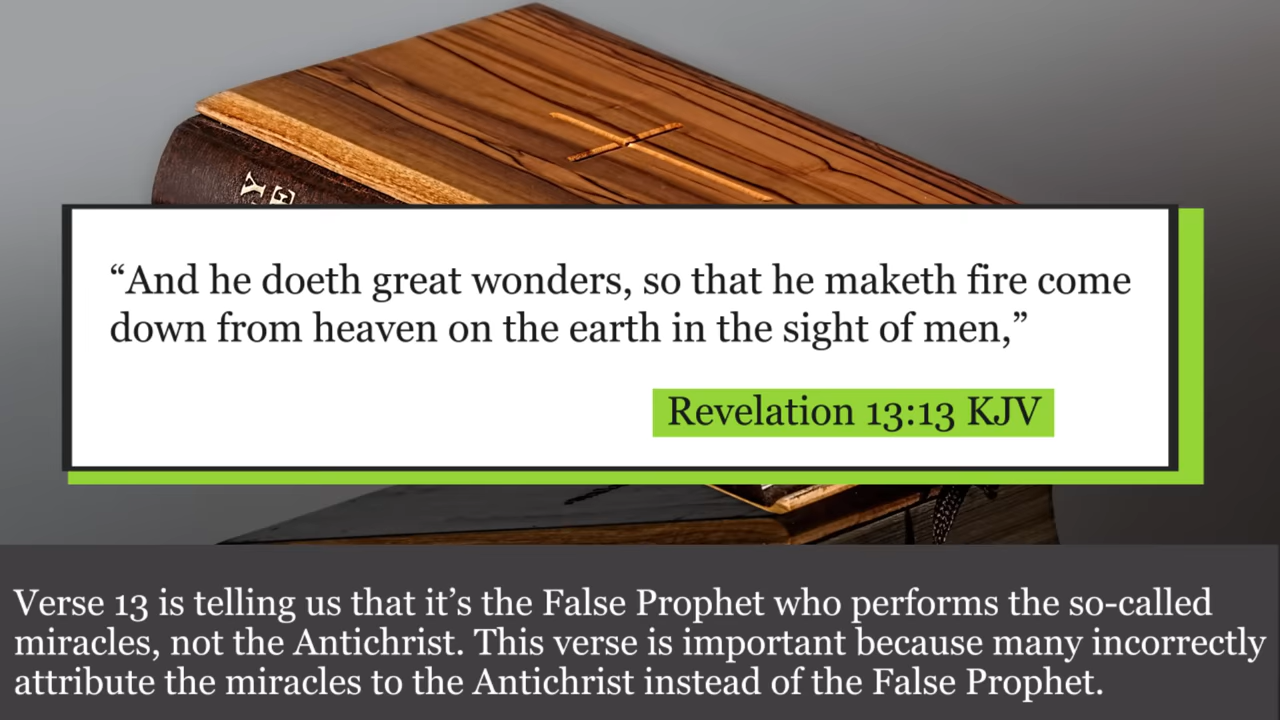 Y
E
“And he doeth great wonders, so that he maketh fire come
down from heaven on the earth in the sight of men,”
Revelation 13:13 KJV
Verse 13 is telling us that it’s the False Prophet who performs the so-called
miracles, not the Antichrist. This verse is important because many incorrectly
attribute the miracles to the Antichrist instead of the False Prophet.